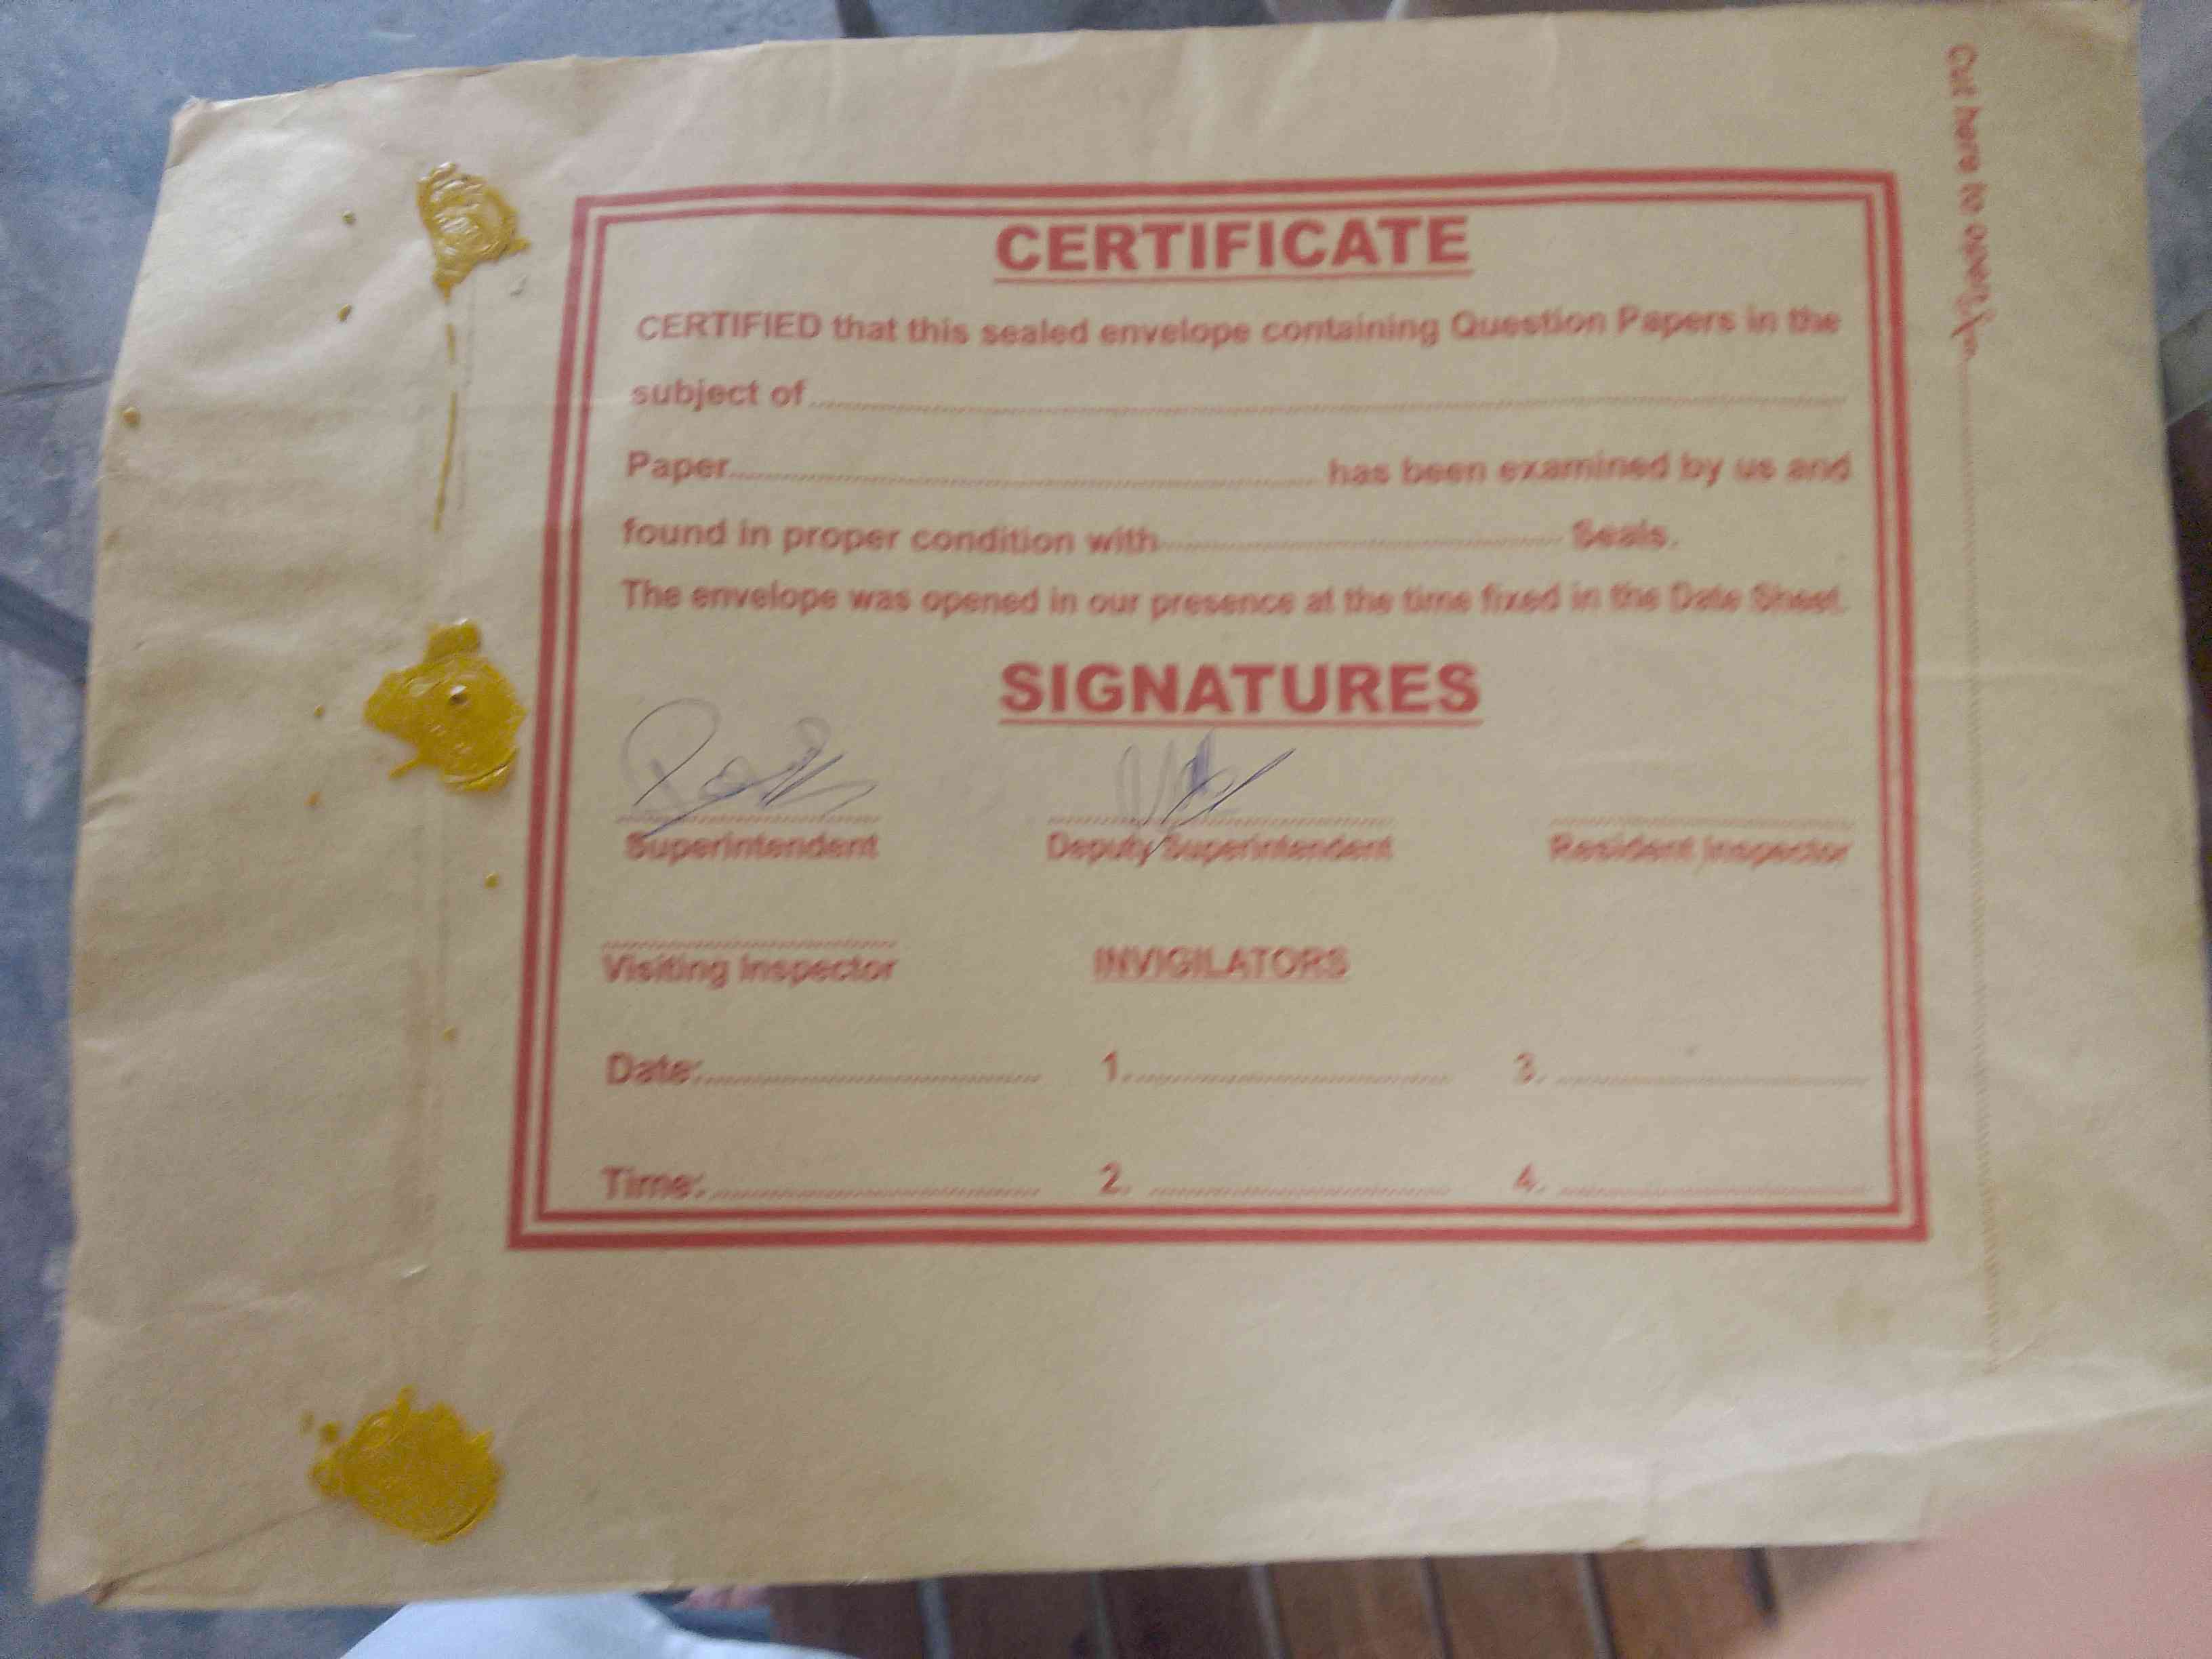 Cut here to open
CERTIFICATE
CERTIFIED that this sealed envelope containing Question Papers in the
subject of
Paper has been examined by us and
found in proper condition with Seals.
The envelope was opened in our presence at the time fixed in the Date Sheet.
SIGNATURES
Superintendent Deputy Superintendent Resident Inspector
Visiting Inspector INVIGILATORS
Date: 1. 3.
Time: 2. 4.